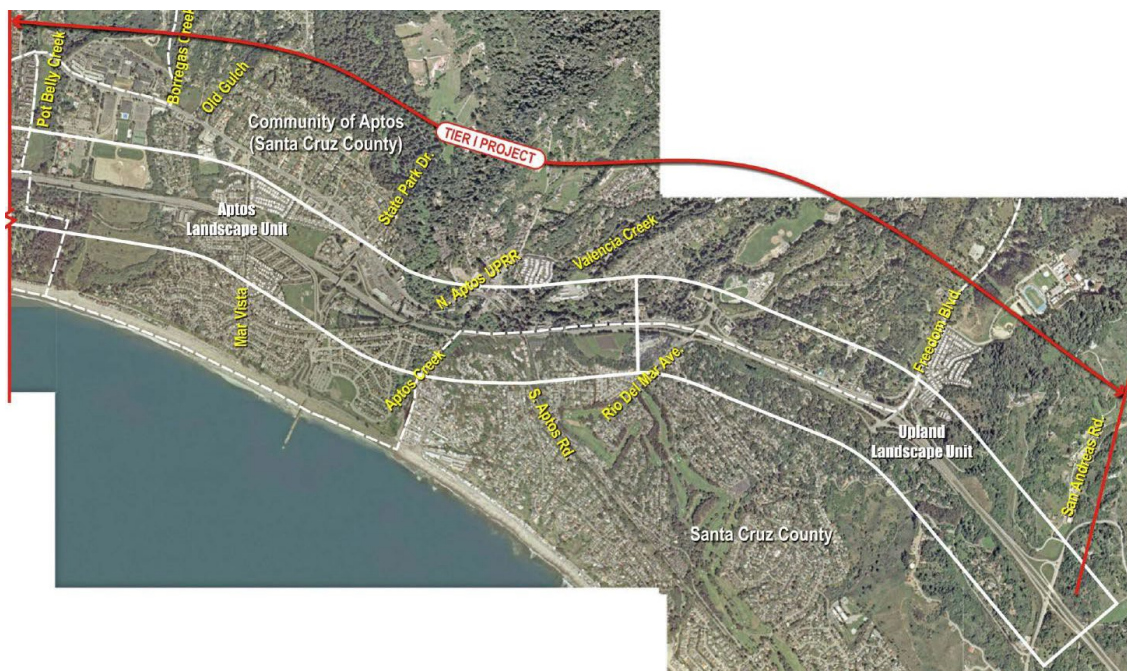 Pot Belly Creek
Borregas Creek
Old Gulch
Community of Aptos
(Santa Cruz County)
TIER I PROJECT
State Park Dr.
Aptos
Landscape Unit
N. Aptos UPRR
Valencia Creek
Mar Vista
Aptos Creek
S. Aptos Rd.
Rio Del Mar Ave.
Freedom Blvd.
Upland
Landscape Unit
San Andreas Rd.
Santa Cruz County